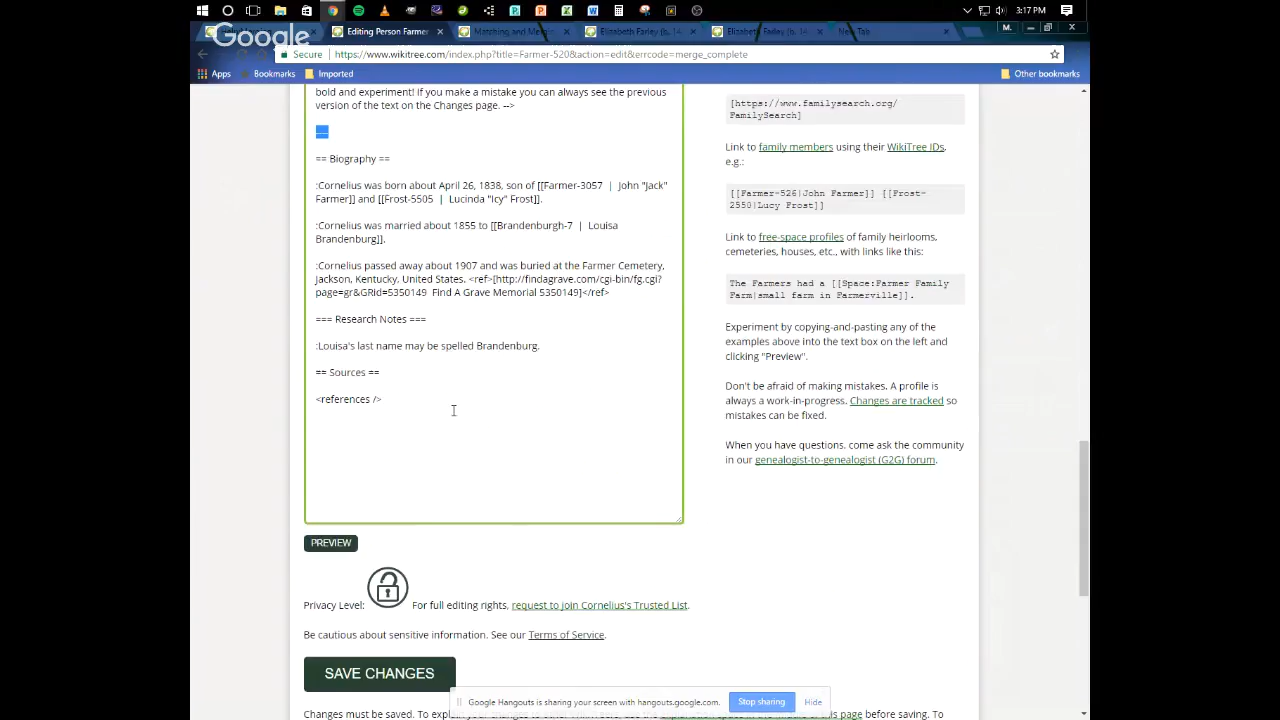 Google
Editing Person Farmer
Matching and Me
Elizabeth Farley (Is, 14
Elizabeth Farley (Is, 14
New Tab
M.
3:17 PM
Secure
https://www.wikitree.com/index.php?title=Farmer-520&action=edit&errcode=merge_complete
Apps
Bookmarks
Imported
Other bookmarks
bold and experiment! If you make a mistake you can always see the previous
version of the text on the Changes page. -->
== Biography ==
:Cornelius was born about April 26, 1838, son of [[Farmer-3057 | John "Jack"
Farmer]] and [[Frost-5505 | Lucinda "Icy" Frost]].
:Cornelius was married about 1855 to [[Brandenburgh-7 | Louisa
Brandenburg]].
:Cornelius passed away about 1907 and was buried at the Farmer Cemetery,
Jackson, Kentucky, United States. <ref>[http://findagrave.com/cgi-bin/fg.cgi?
page=gr&GRid=5350149 Find A Grave Memorial 5350149]</ref>
=== Research Notes ===
:Louisa's last name may be spelled Brandenburg.
== Sources ==
<references />
[https://www.familysearch.org/
FamilySearch]
Link to family members using their WikiTree IDs,
e.g.:
[[Farmer-526|John Farmer]] [[Frost-
2550|Lucy Frost]]
Link to free-space profiles of family heirlooms,
cemeteries, houses, etc., with links like this:
The Farmers had a [[Space:Farmer Family
Farm|small farm in Farmerville]].
Experiment by copying-and-pasting any of the
examples above into the text box on the left and
clicking "Preview".
Don't be afraid of making mistakes. A profile is
always a work-in-progress. Changes are tracked so
mistakes can be fixed.
When you have questions, come ask the community
in our genealogist-to-genealogist (G2G) forum.
PREVIEW
Privacy Level:
For full editing rights, request to join Cornelius's Trusted List.
Be cautious about sensitive information. See our Terms of Service.
SAVE CHANGES
Google Hangouts is sharing your screen with hangouts.google.com.
Stop sharing
Hide
Changes must be saved. To
this page before saving. To